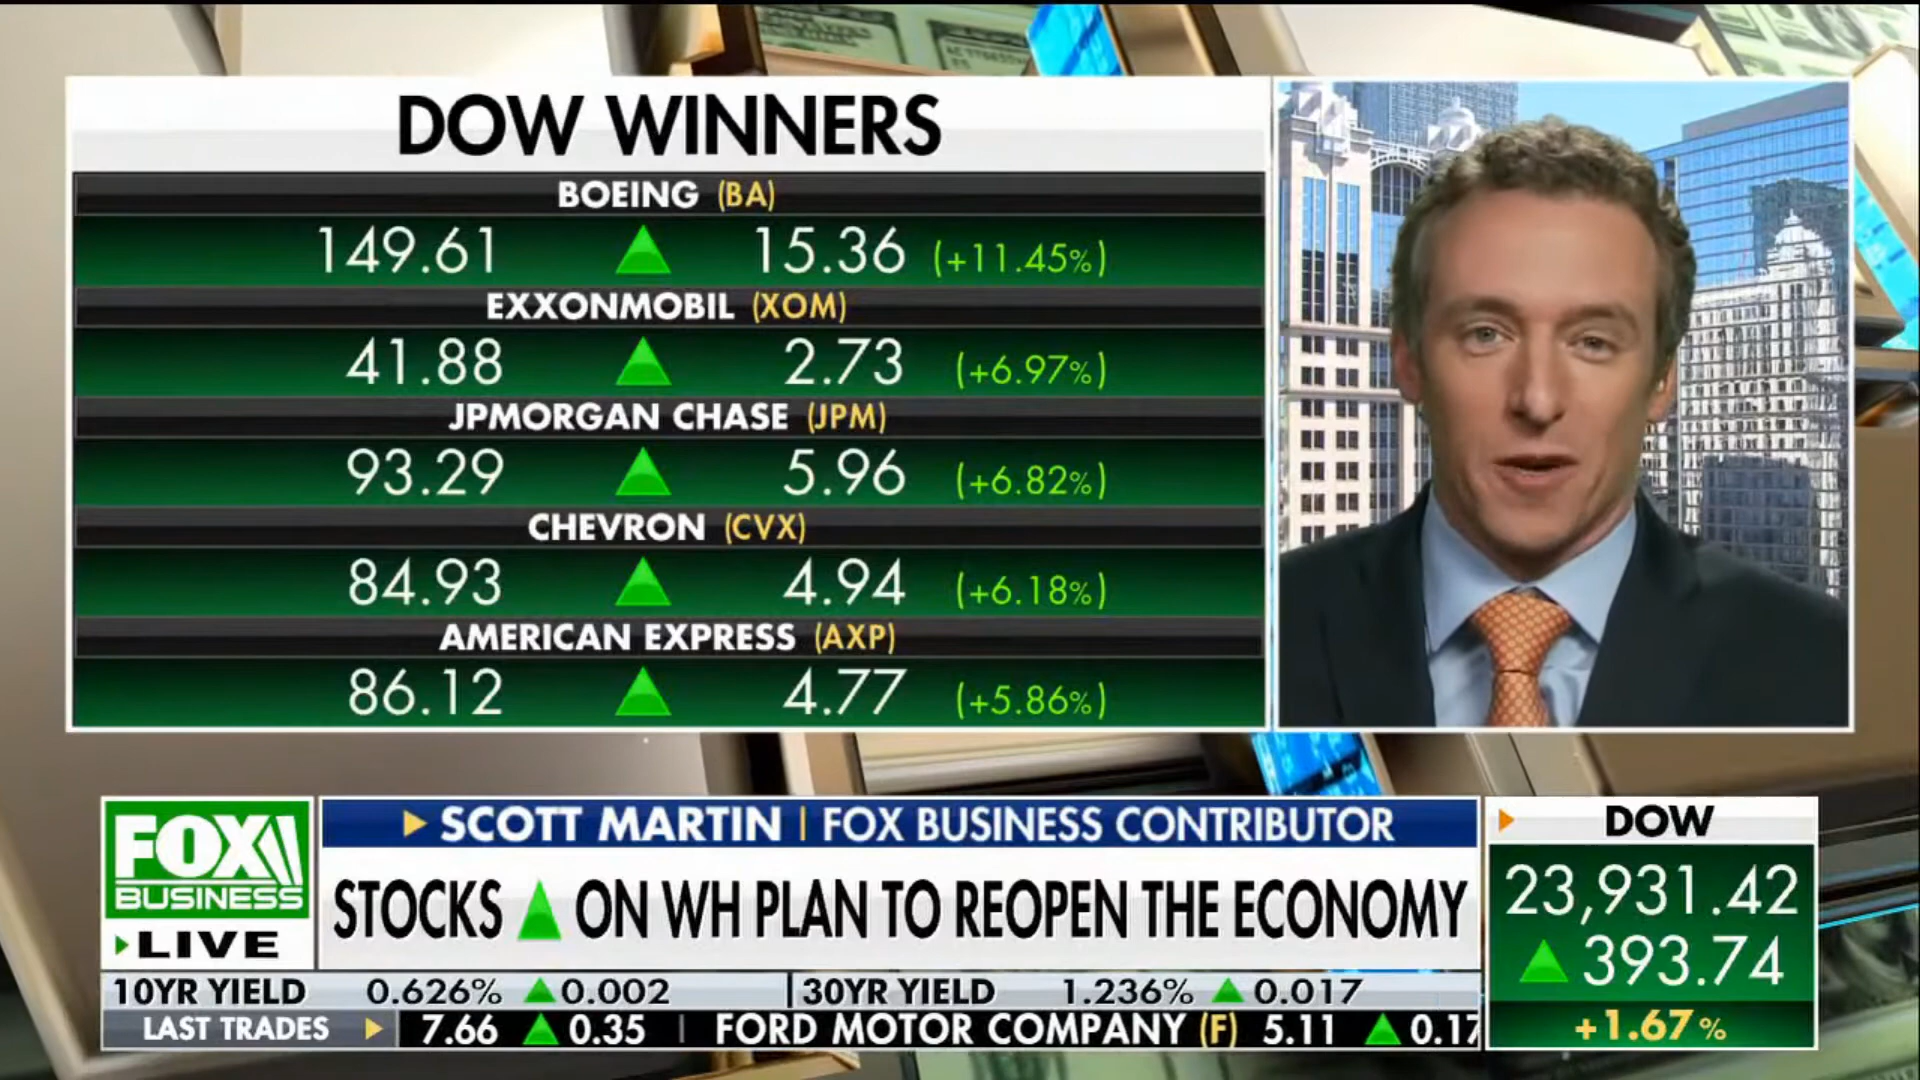 DOW WINNERS
BOEING (BA)
149.61 ▲ 15.36 (+11.45%)
EXXONMOBIL (XOM)
41.88 ▲ 2.73 (+6.97%)
JPMORGAN CHASE (JPM)
93.29 ▲ 5.96 (+6.82%)
CHEVRON (CVX)
84.93 ▲ 4.94 (+6.18%)
AMERICAN EXPRESS (AXP)
86.12 ▲ 4.77 (+5.86%)
FOX
BUSINESS
LIVE
SCOTT MARTIN | FOX BUSINESS CONTRIBUTOR
STOCKS ▲ ON WH PLAN TO REOPEN THE ECONOMY
10YR YIELD 0.626% ▲ 0.002 | 30YR YIELD 1.236% ▲ 0.017
LAST TRADES 7.66 ▲ 0.35 | FORD MOTOR COMPANY (F) 5.11 ▲ 0.17
DOW
23,931.42
▲ 393.74
+1.67%